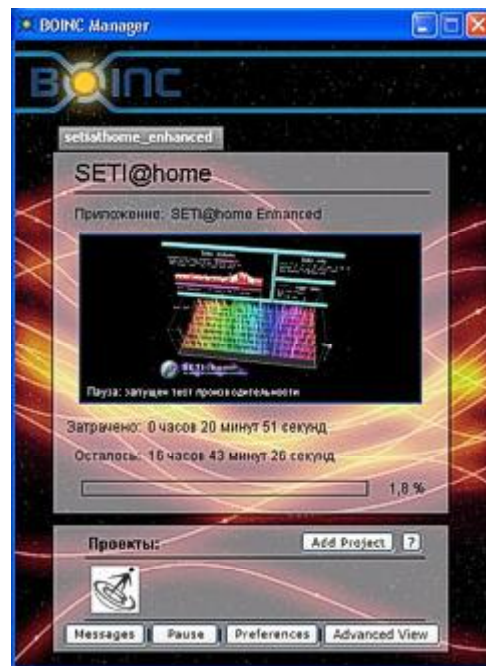 BOINC Manager
BOINC
setiathome_enhanced
SETI@home
Приложение: SETI@home Enhanced
SETI@home
Пауза: запущен тест производительности
Затрачено: 0 часов 20 минут 51 секунд
Осталось: 16 часов 43 минут 26 секунд
1,8 %
Проекты: Add Project ?
Messages Pause Preferences Advanced View